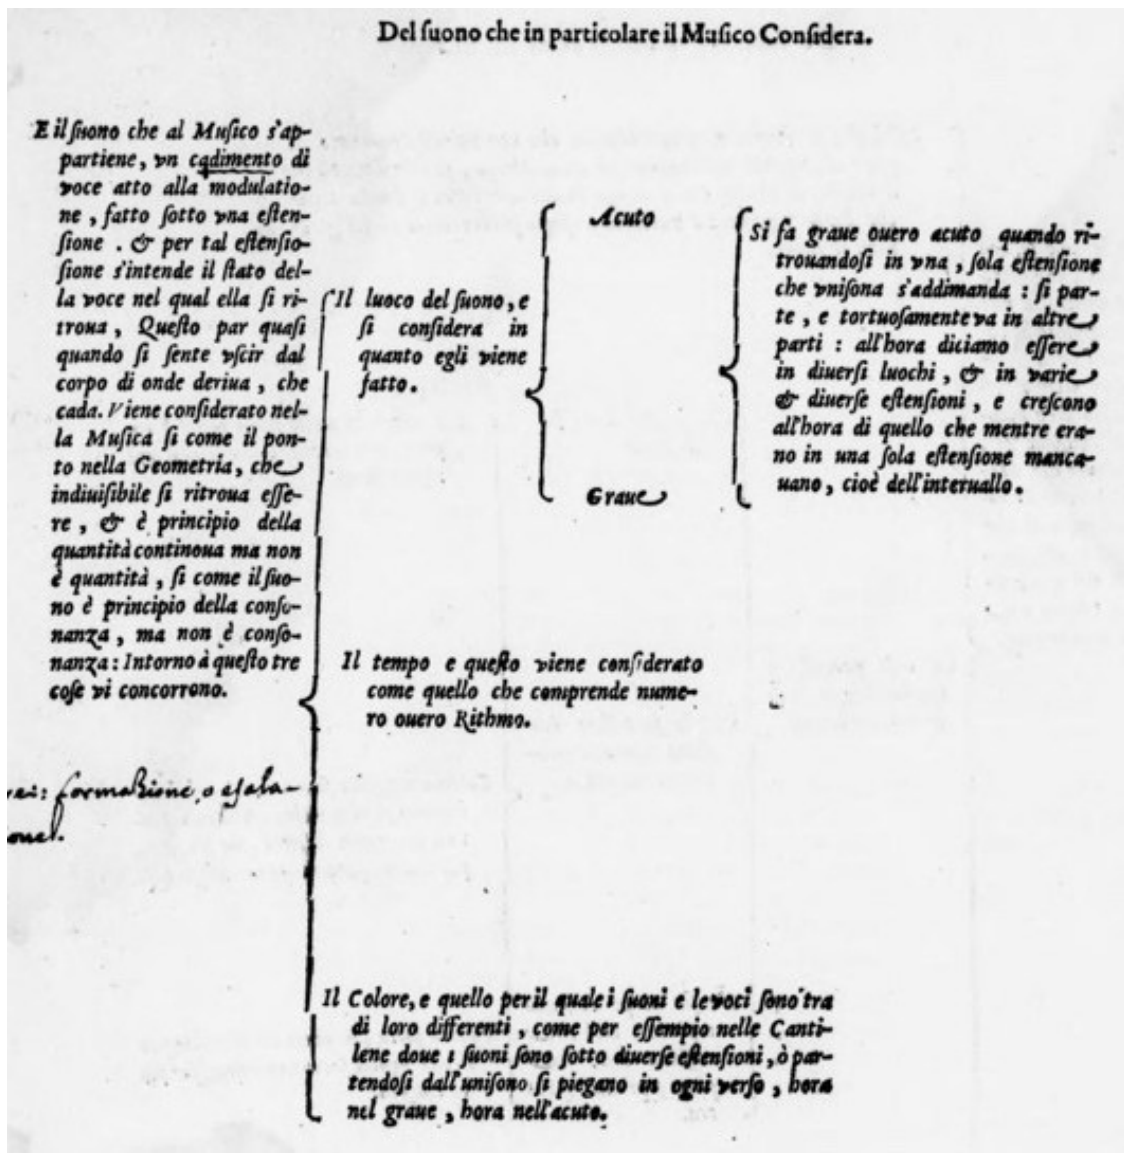 Del ſuono che in particolare il Muſico Conſidera.
E il ſuono che al Muſico s'ap-
partiene, vn cadimento di
voce atto alla modulatio-
ne, fatto ſotto vna eſten-
ſione. & per tal eſtenſio-
ſione s'intende il ſtato del-
la voce nel qual ella ſi ri-
troua, Queſto par quaſi
quando ſi ſente vſcir dal
corpo di onde deriua, che
cada. Viene conſiderato nel-
la Muſica ſi come il pon-
to nella Geometria, che
indiuiſibile ſi ritroua eſſe-
re, & è principio della
quantità continoua ma non
è quantità, ſi come il ſuo-
no è principio della conſo-
nanza, ma non è conſo-
nanza: Intorno à queſto tre
coſe vi concorrono.
formatione, o eſala-
Il luoco del ſuono, e
ſi conſidera in
quanto egli viene
fatto.
Acuto
Graue
Si fa graue ouero acuto quando ri-
trouandoſi in vna, ſola eſtenſione
che vniſona s'addimanda: ſi par-
te, e tortuoſamente va in altre
parti: all'hora diciamo eſſere
in diuerſi luochi, & in varie
& diuerſe eſtenſioni, e creſcono
all'hora di quello che mentre era-
no in una ſola eſtenſione manca-
uano, cioè dell'interuallo.
Il tempo e queſto viene conſiderato
come quello che comprende nume-
ro ouero Rithmo.
Il Colore, e quello per il quale i ſuoni e le voci ſono tra
di loro differenti, come per eſſempio nelle Canti-
lene doue i ſuoni ſono ſotto diuerſe eſtenſioni, ò par-
tendoſi dall'uniſono ſi piegano in ogni verſo, hora
nel graue, hora nell'acuto.